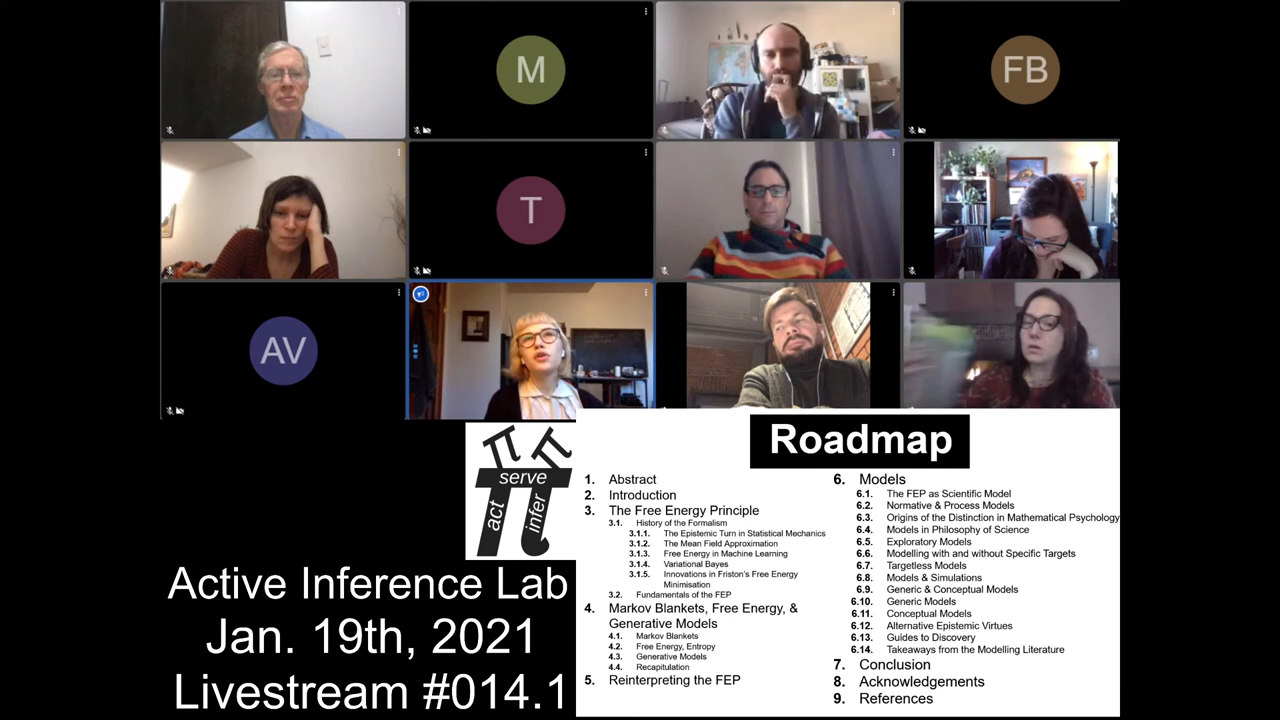 M
FB
T
AV
serve
act
infer
Active Inference Lab
Jan. 19th, 2021
Livestream #014.1
Roadmap
1. Abstract
2. Introduction
3. The Free Energy Principle
3.1. History of the Formalism
3.1.1. The Epistemic Turn in Statistical Mechanics
3.1.2. The Mean Field Approximation
3.1.3. Free Energy in Machine Learning
3.1.4. Variational Bayes
3.1.5. Innovations in Friston's Free Energy
Minimisation
3.2. Fundamentals of the FEP
4. Markov Blankets, Free Energy, &
Generative Models
4.1. Markov Blankets
4.2. Free Energy, Entropy
4.3. Generative Models
4.4. Recapitulation
5. Reinterpreting the FEP
6. Models
6.1. The FEP as Scientific Model
6.2. Normative & Process Models
6.3. Origins of the Distinction in Mathematical Psychology
6.4. Models in Philosophy of Science
6.5. Exploratory Models
6.6. Modelling with and without Specific Targets
6.7. Targetless Models
6.8. Models & Simulations
6.9. Generic & Conceptual Models
6.10. Generic Models
6.11. Conceptual Models
6.12. Alternative Epistemic Virtues
6.13. Guides to Discovery
6.14. Takeaways from the Modelling Literature
7. Conclusion
8. Acknowledgements
9. References